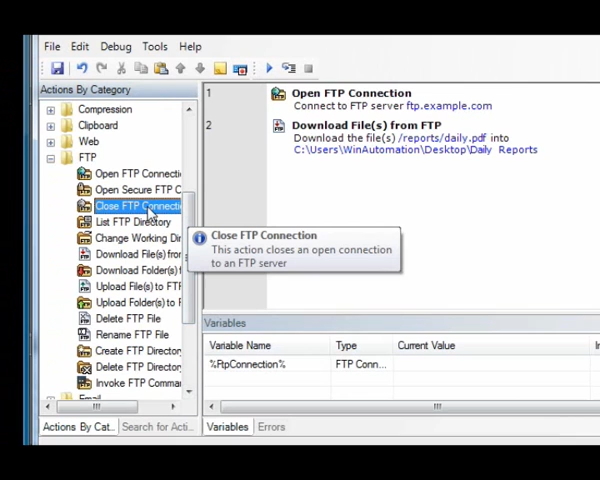 File Edit Debug Tools Help
Actions By Category
Compression
Clipboard
Web
FTP
Open FTP Connecti
Open Secure FTP C
Close FTP Connecti
List FTP Directory
Change Working Dir
Download File(s) fro
Download Folder(s) f
Upload File(s) to FT
Upload Folder(s) to F
Delete FTP File
Rename FTP File
Create FTP Directory
Delete FTP Directory
Invoke FTP Comma
Email
Actions By Cat... Search for Acti...
1 Open FTP Connection
Connect to FTP server ftp.example.com
2 Download File(s) from FTP
Download the file(s) /reports/daily.pdf into
C:\Users\WinAutomation\Desktop\Daily Reports
Close FTP Connection
This action closes an open connection
to an FTP server
Variables
Variable Name Type Current Value
%FtpConnection% FTP Conn...
Variables Errors